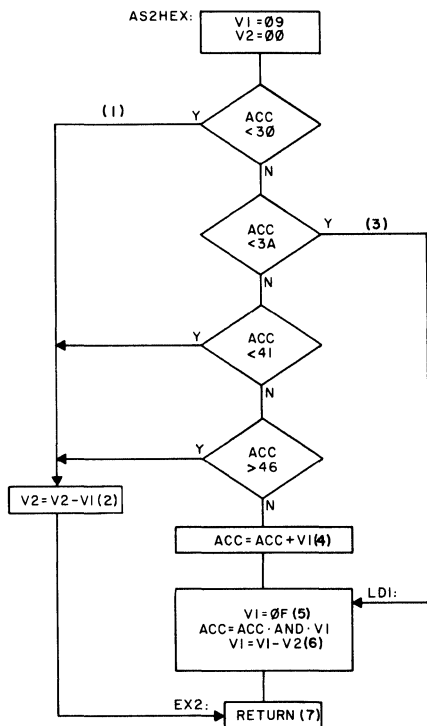 AS2HEX:
V1=Ø9
V2=ØØ
(1)
Y
ACC
<3Ø
N
ACC
<3A
Y
(3)
N
Y
ACC
<41
N
Y
ACC
>46
N
V2=V2-V1(2)
ACC=ACC+V1(4)
LD1:
V1=ØF(5)
ACC=ACC·AND·V1
V1=V1-V2(6)
EX2:
RETURN(7)